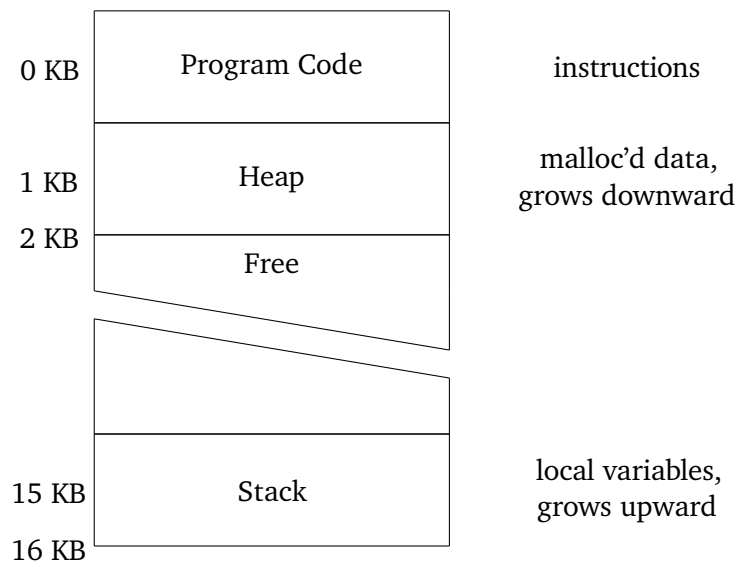 0 KB
Program Code
instructions
1 KB
Heap
malloc’d data,
grows downward
2 KB
Free
15 KB
Stack
local variables,
grows upward
16 KB